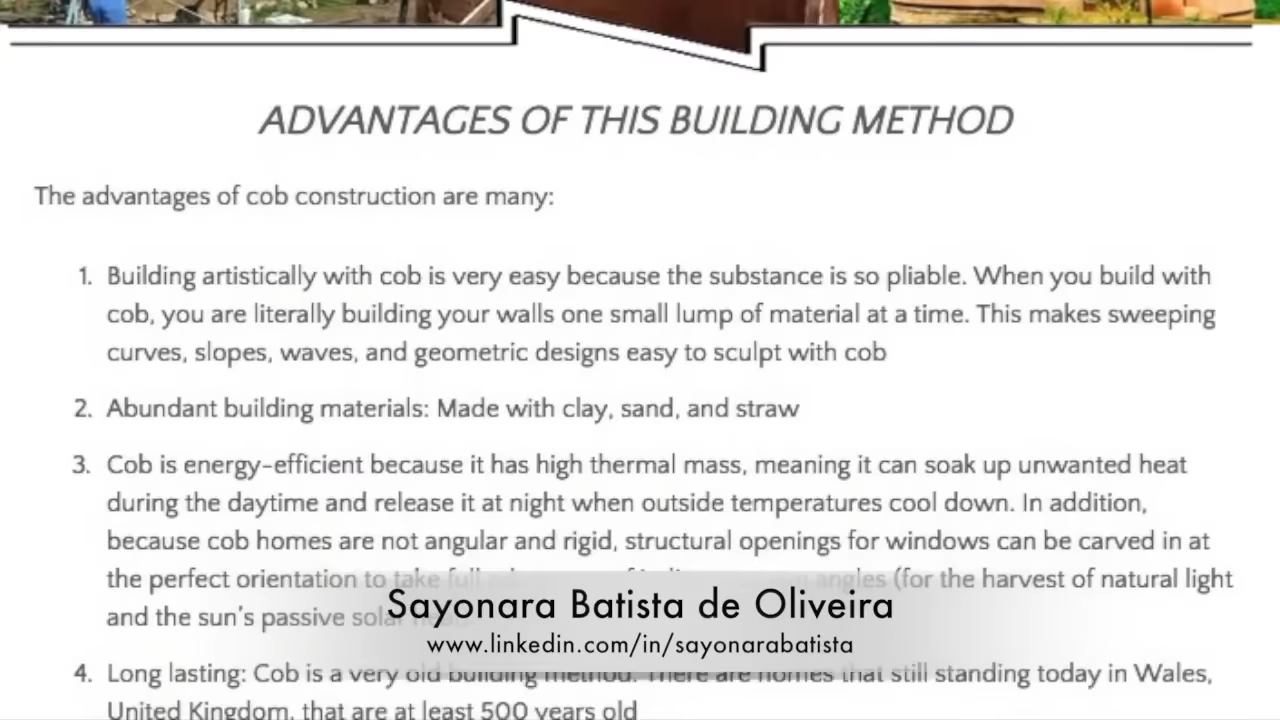 ADVANTAGES OF THIS BUILDING METHOD
The advantages of cob construction are many:
1. Building artistically with cob is very easy because the substance is so pliable. When you build with
cob, you are literally building your walls one small lump of material at a time. This makes sweeping
curves, slopes, waves, and geometric designs easy to sculpt with cob
2. Abundant building materials: Made with clay, sand, and straw
3. Cob is energy-efficient because it has high thermal mass, meaning it can soak up unwanted heat
during the daytime and release it at night when outside temperatures cool down. In addition,
because cob homes are not angular and rigid, structural openings for windows can be carved in at
the perfect orientation to take full angles (for the harvest of natural light
and the sun's passive solar
Sayonara Batista de Oliveira
www.linkedin.com/in/sayonarabatista
4. Long lasting: Cob is a very old building method. There are homes that still standing today in Wales,
United Kingdom, that are at least 500 years old